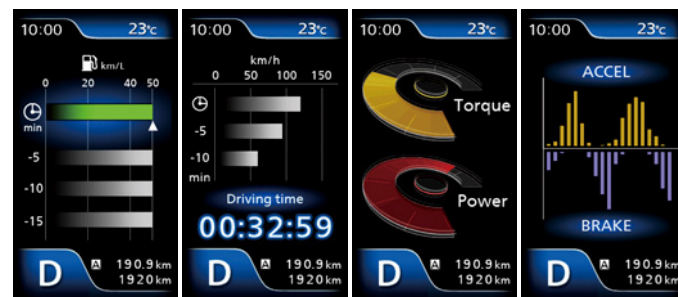 10:00 23°c
km/L
0 20 40 50
min
-5
-10
-15
D A 190.9km
1920km
10:00 23°c
km/h
0 50 100 150
-5
-10
min
Driving time
00:32:59
D A 190.9km
1920km
10:00 23°c
Torque
Power
D A 190.9km
1920km
10:00 23°c
ACCEL
BRAKE
D A 190.9km
1920km